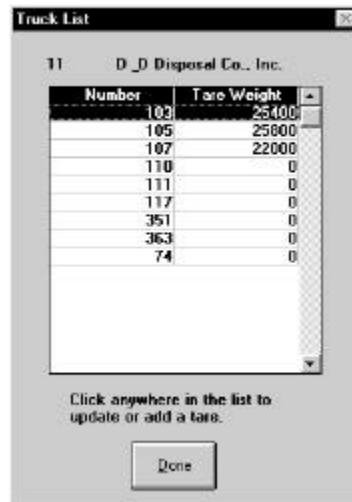 Truck List
11 D_D Disposal Co., Inc.
Number Tare Weight
103 25400
105 25800
107 22000
110 0
111 0
117 0
351 0
363 0
74 0
Click anywhere in the list to
update or add a tare.
Done